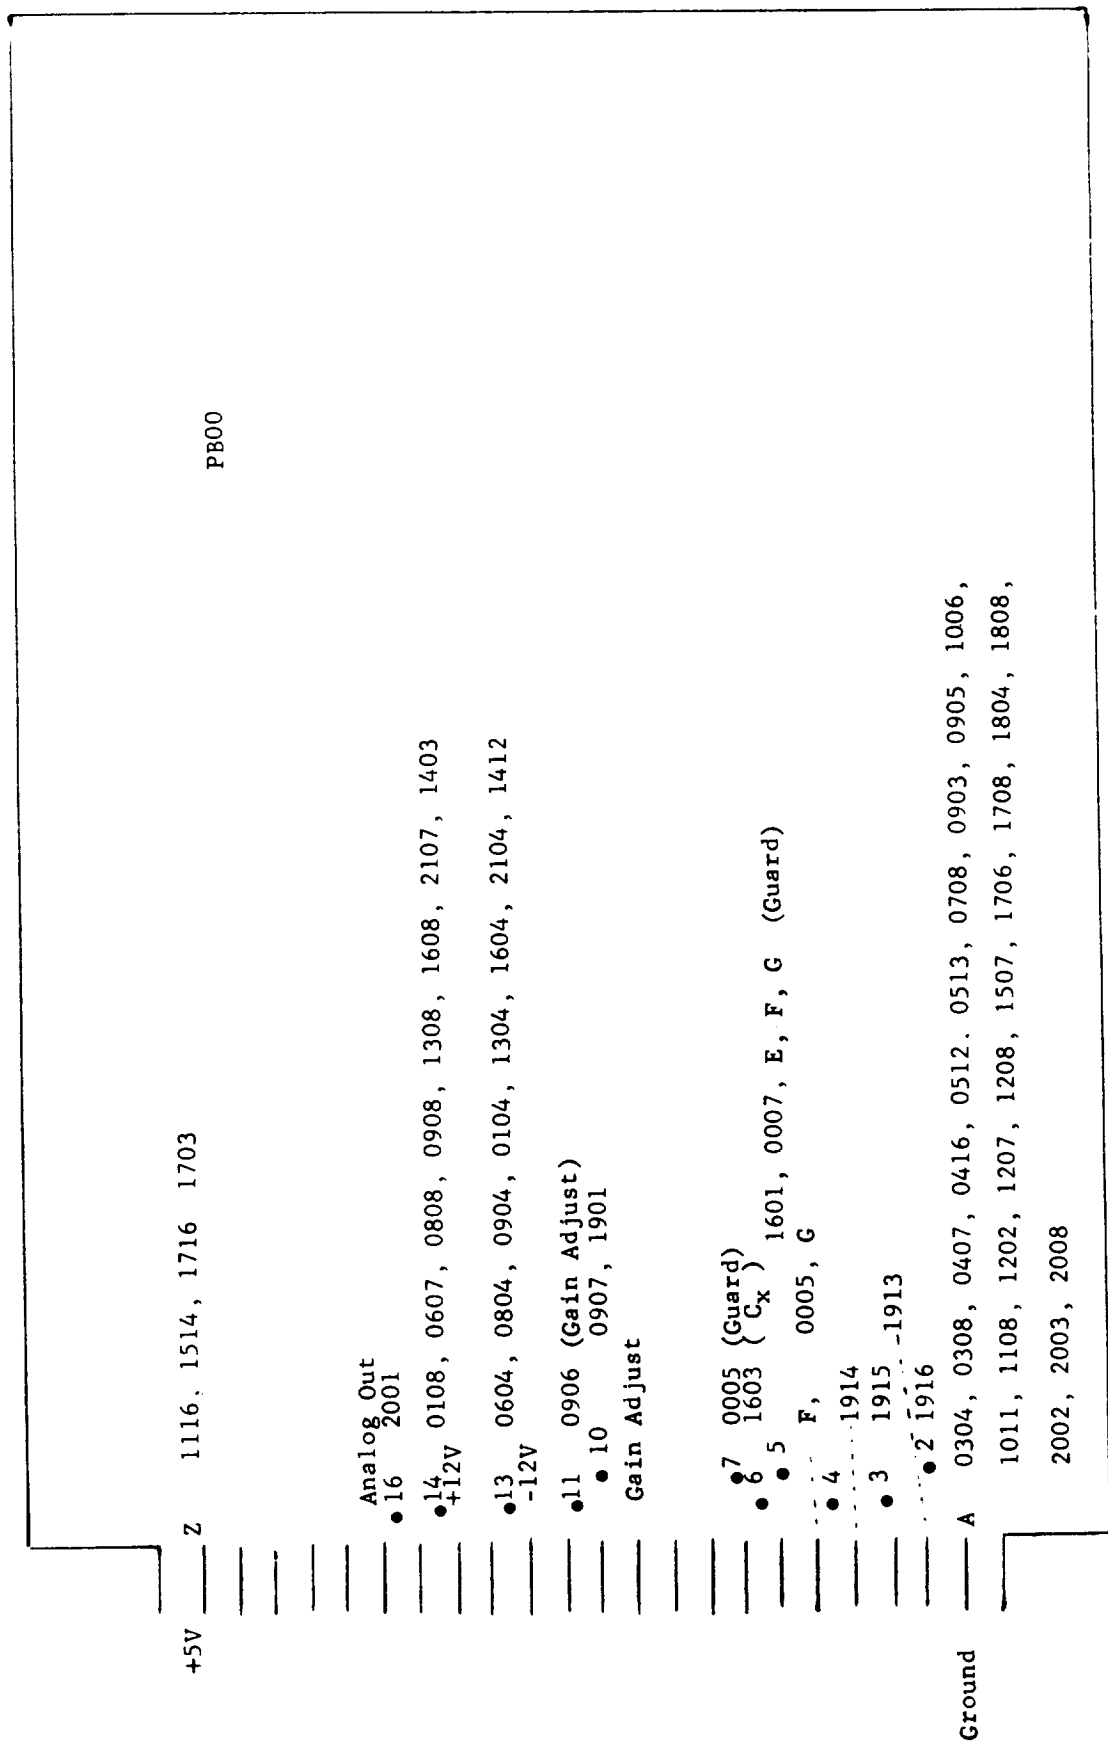 PB00
+5V Z 1116, 1514, 1716 1703
Analog Out
16 2001
14 0108, 0607, 0808, 0908, 1308, 1608, 2107, 1403
+12V
13 0604, 0804, 0904, 0104, 1304, 1604, 2104, 1412
-12V
11 0906 (Gain Adjust)
10 0907, 1901
Gain Adjust
7 0005 (Guard)
6 1603 (Cx)
5 1601, 0007, E, F, G (Guard)
F, 0005, G
4 1914
3 1915 1913
2 1916
Ground A 0304, 0308, 0407, 0416, 0512. 0513, 0708, 0903, 0905, 1006,
1011, 1108, 1202, 1207, 1208, 1507, 1706, 1708, 1804, 1808,
2002, 2003, 2008